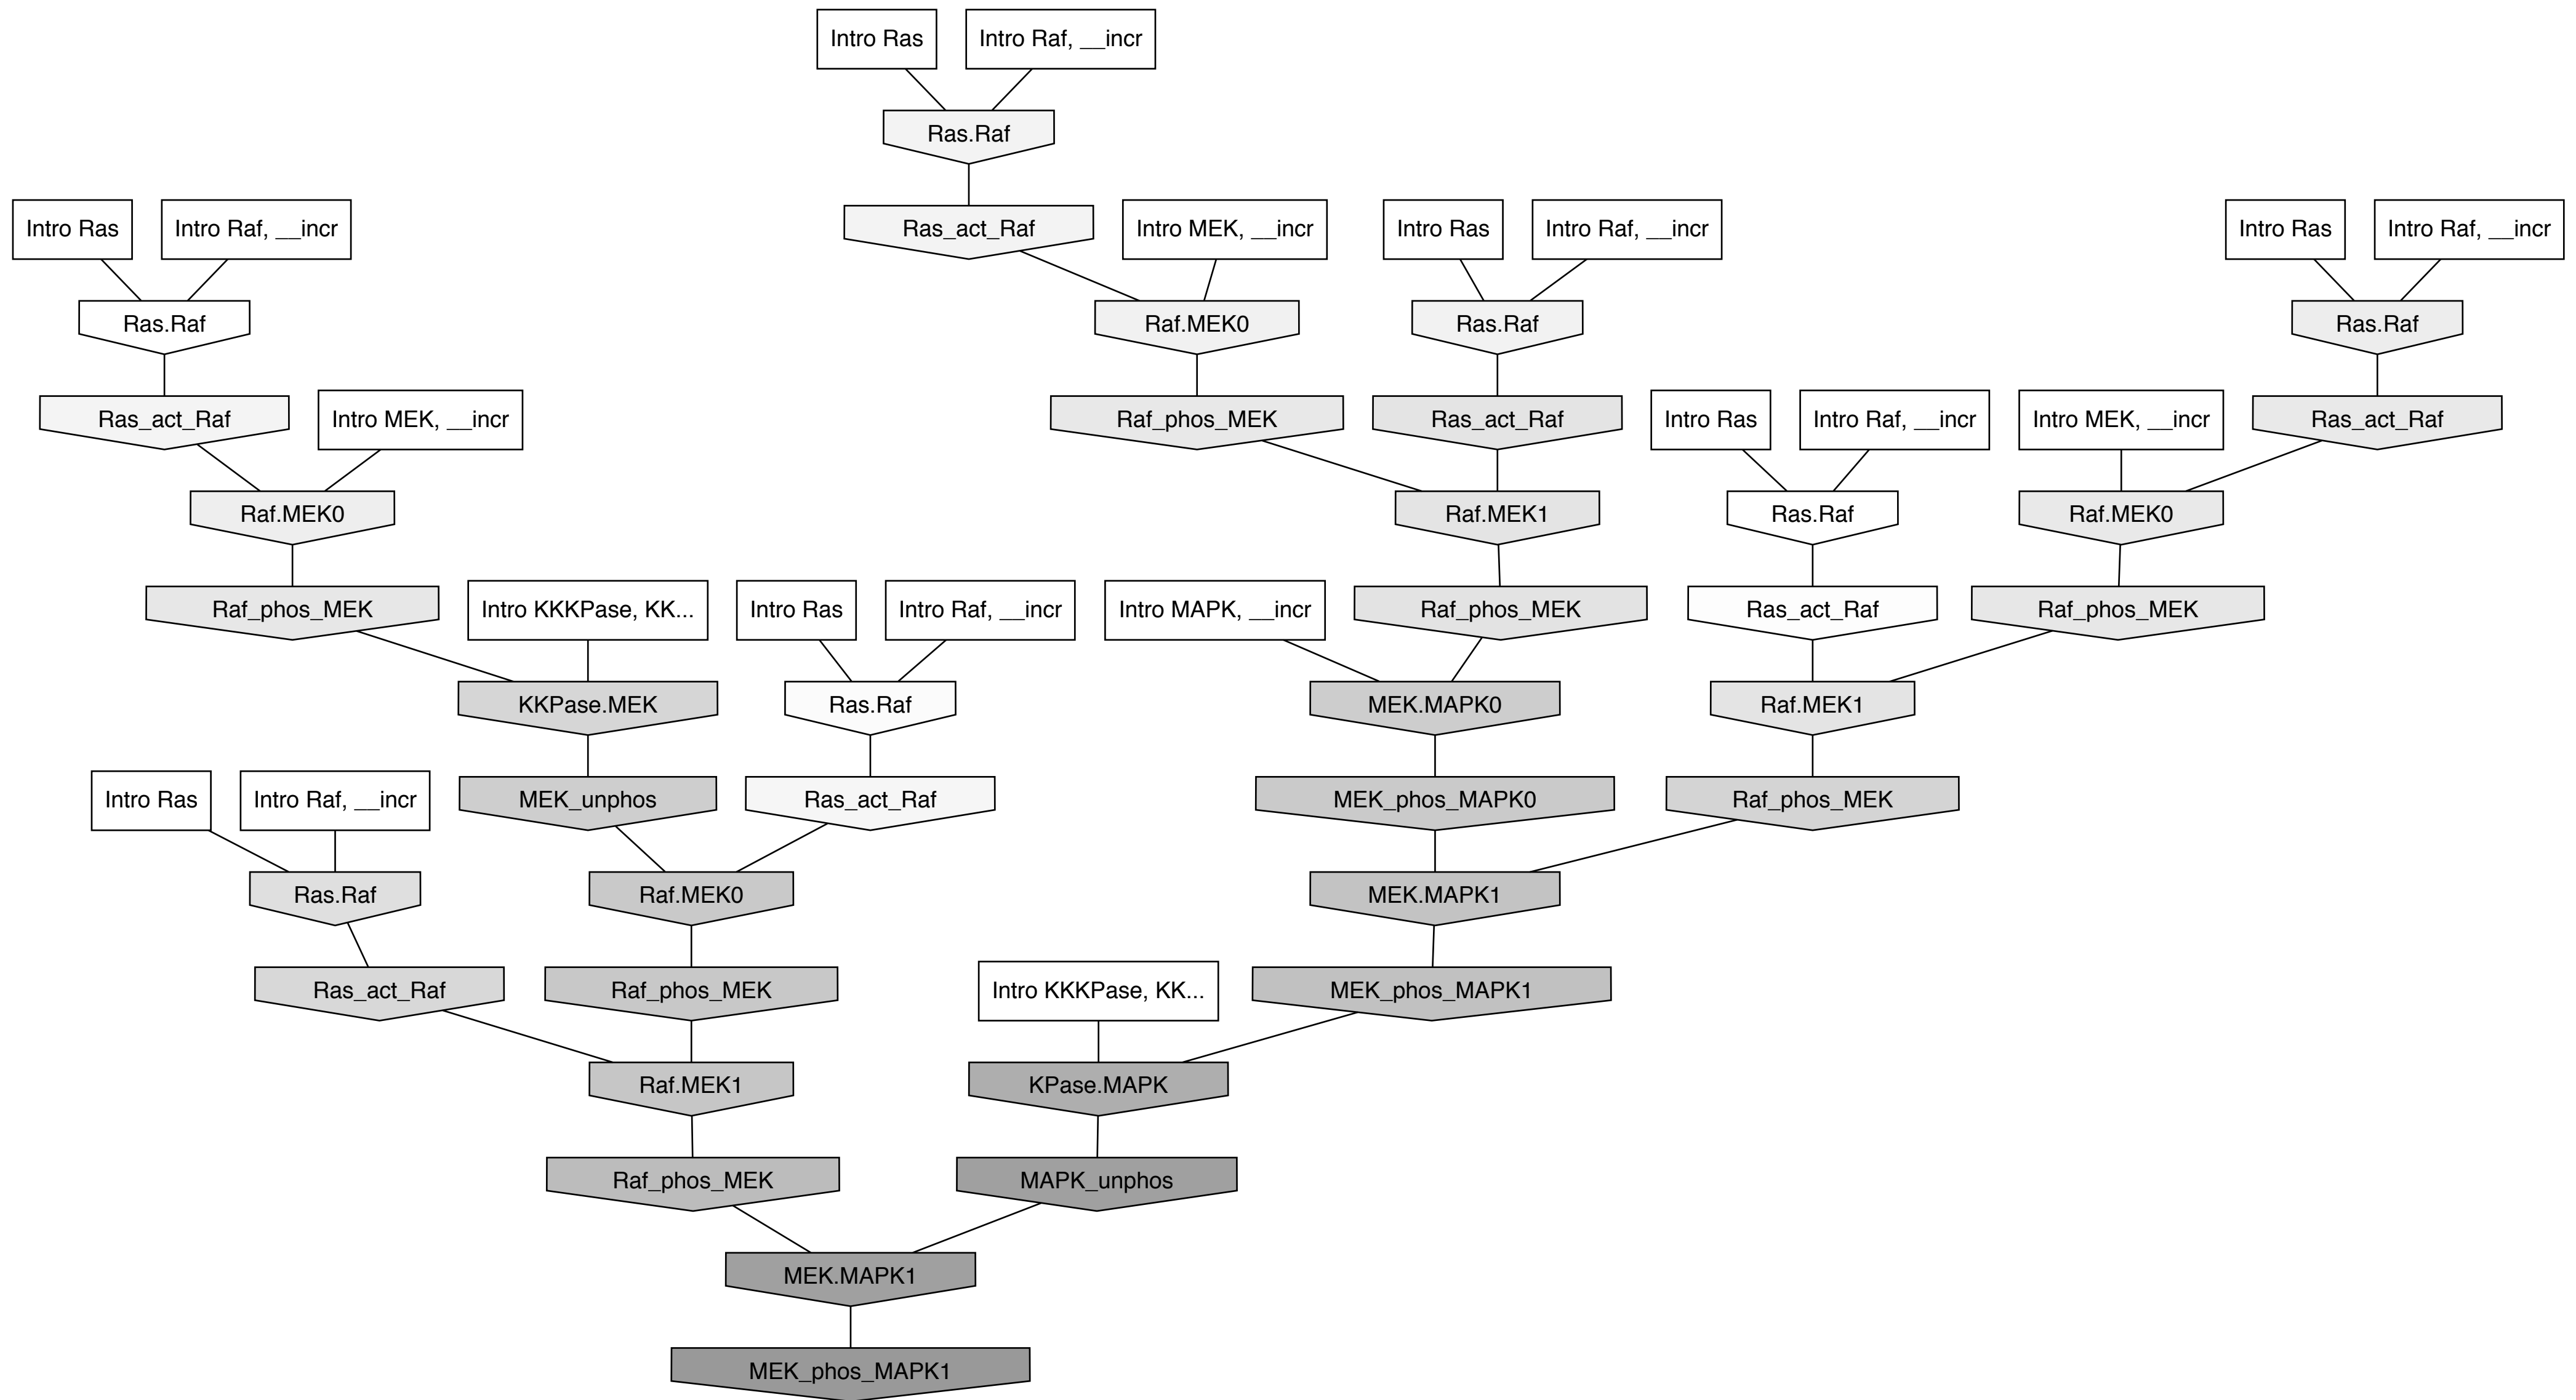 Intro Ras
Intro Raf, __incr
Ras.Raf
Intro Ras
Intro Raf, __incr
Ras_act_Raf
Intro MEK, __incr
Intro Ras
Intro Raf, __incr
Intro Ras
Intro Raf, __incr
Ras.Raf
Raf.MEK0
Ras.Raf
Ras.Raf
Ras_act_Raf
Intro MEK, __incr
Raf_phos_MEK
Ras_act_Raf
Intro Ras
Intro Raf, __incr
Intro MEK, __incr
Ras_act_Raf
Raf.MEK0
Raf.MEK1
Ras.Raf
Raf.MEK0
Raf_phos_MEK
Intro KKKPase, KK...
Intro Ras
Intro Raf, __incr
Intro MAPK, __incr
Raf_phos_MEK
Ras_act_Raf
Raf_phos_MEK
KKPase.MEK
Ras.Raf
MEK.MAPK0
Raf.MEK1
Intro Ras
Intro Raf, __incr
MEK_unphos
Ras_act_Raf
MEK_phos_MAPK0
Raf_phos_MEK
Ras.Raf
Raf.MEK0
MEK.MAPK1
Ras_act_Raf
Raf_phos_MEK
Intro KKKPase, KK...
MEK_phos_MAPK1
Raf.MEK1
KPase.MAPK
Raf_phos_MEK
MAPK_unphos
MEK.MAPK1
MEK_phos_MAPK1